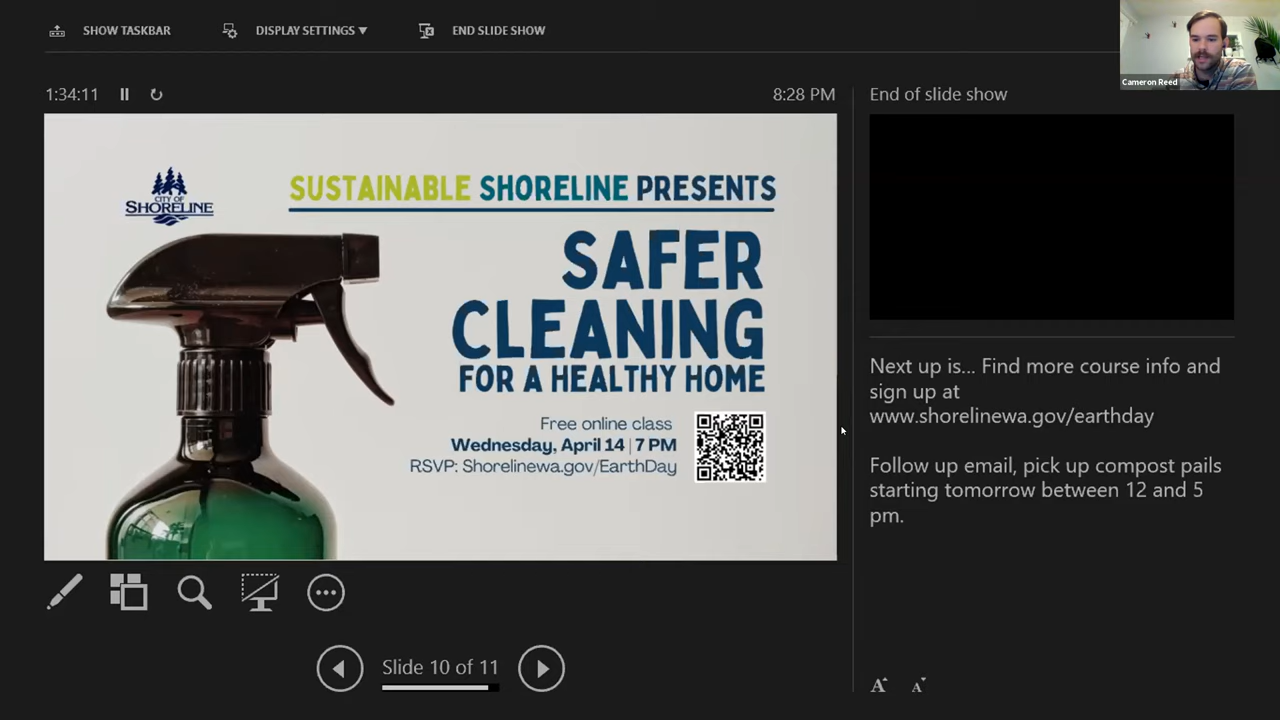 SHOW TASKBAR
DISPLAY SETTINGS ▼
END SLIDE SHOW
Cameron Reed
1:34:11
8:28 PM
End of slide show
CITY OF
SHORELINE
SUSTAINABLE SHORELINE PRESENTS
SAFER
CLEANING
FOR A HEALTHY HOME
Free online class
Wednesday, April 14 | 7 PM
RSVP: Shorelinewa.gov/EarthDay
Next up is... Find more course info and
sign up at
www.shorelinewa.gov/earthday
Follow up email, pick up compost pails
starting tomorrow between 12 and 5
pm.
Slide 10 of 11
A
A